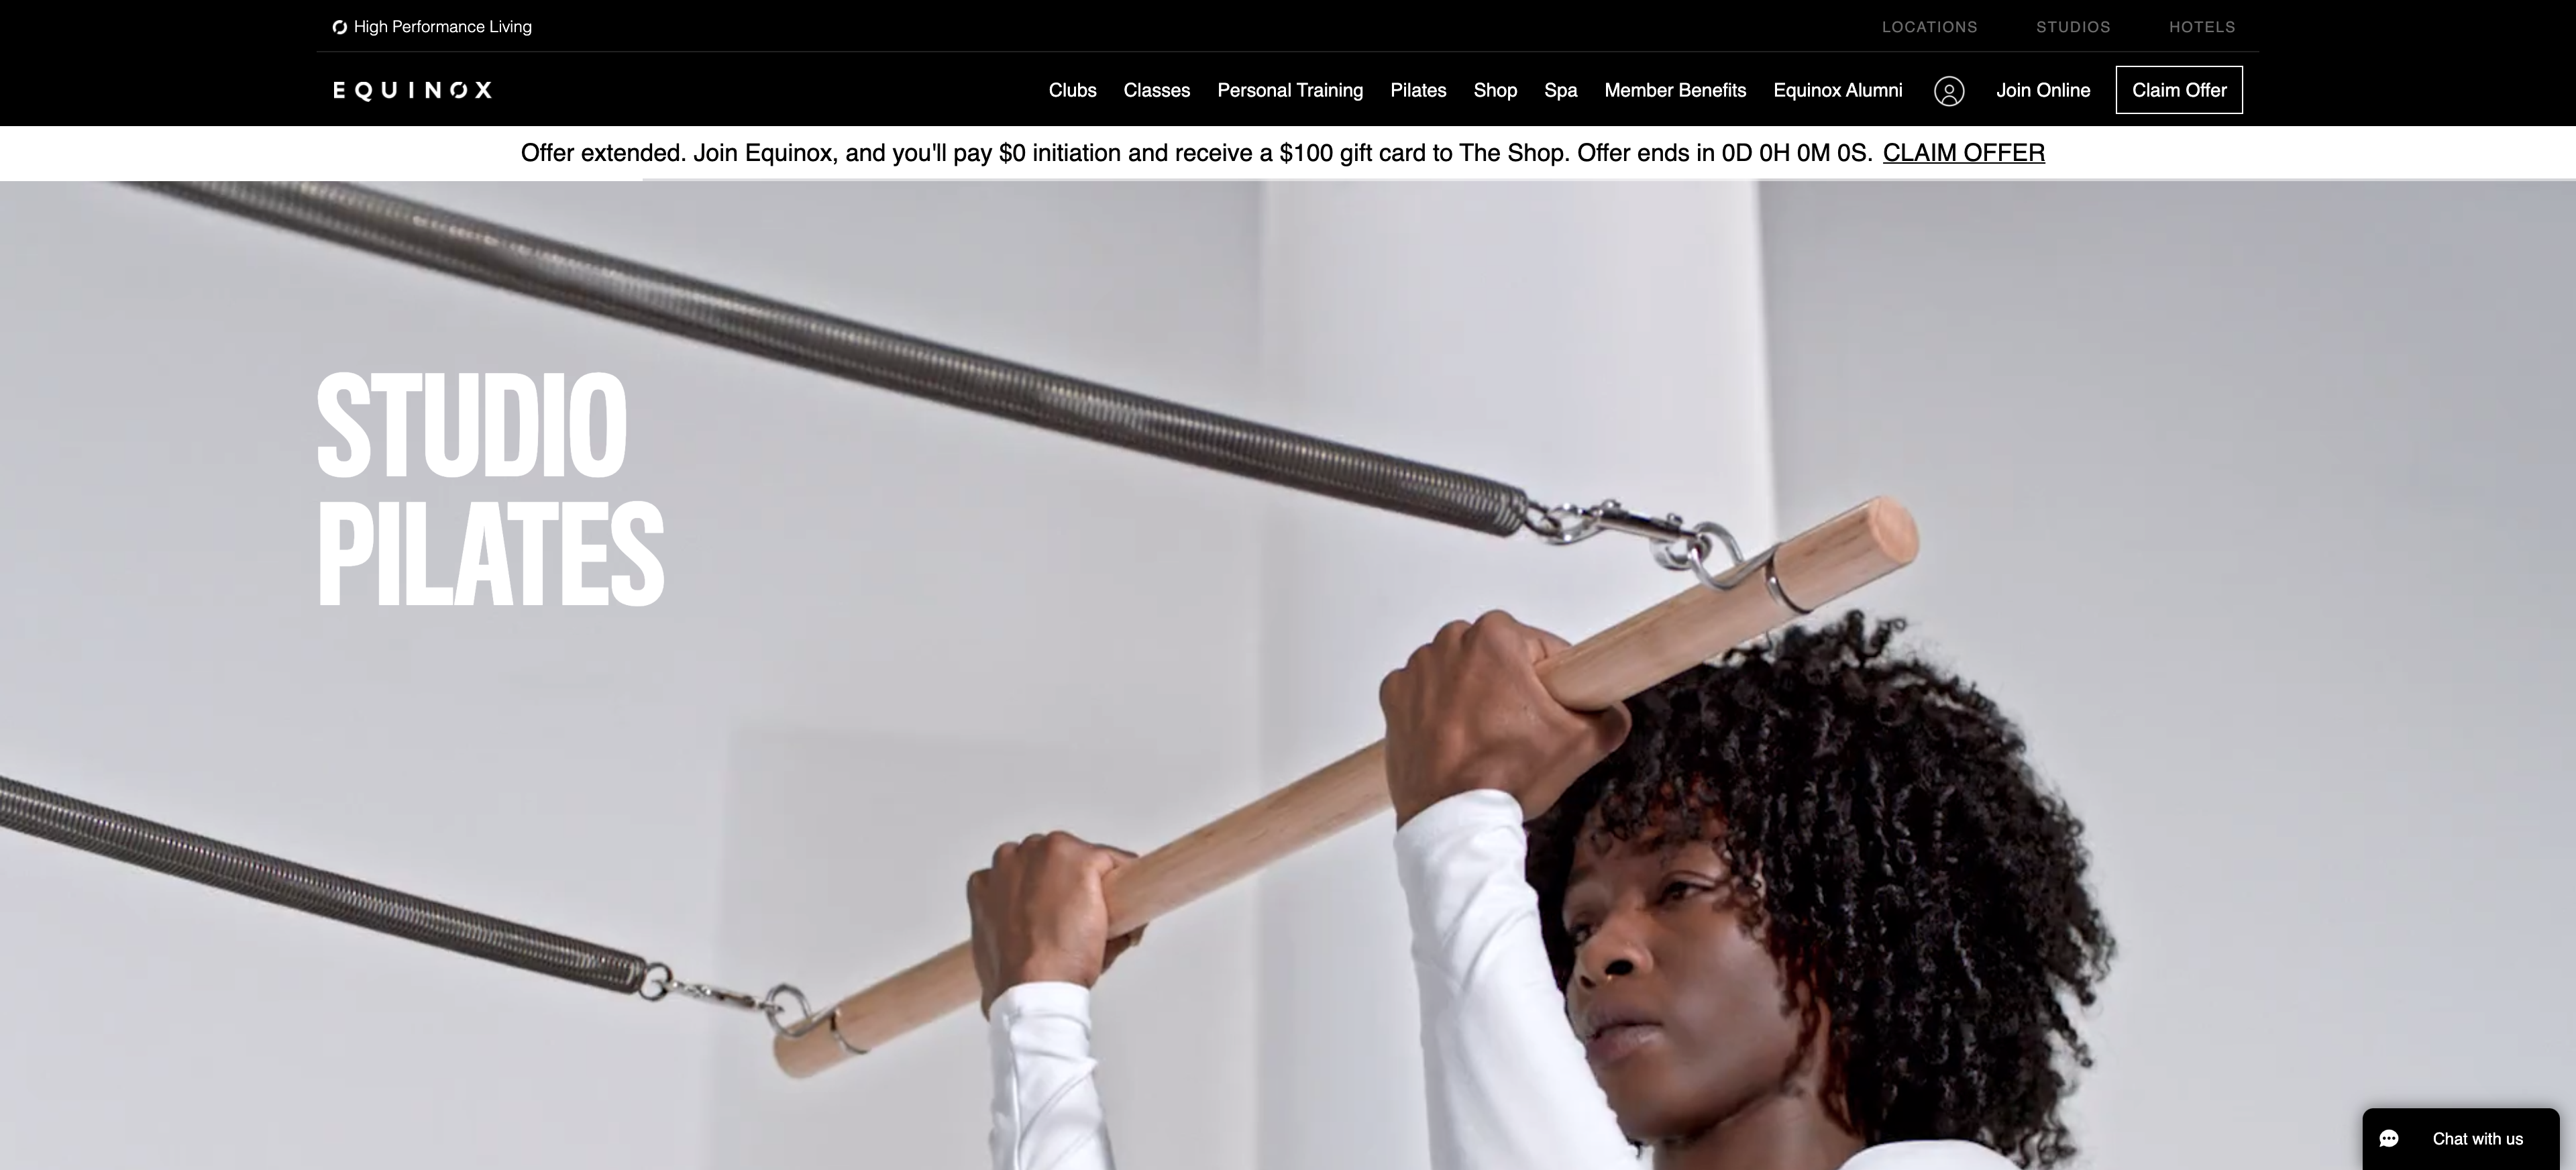 High Performance Living
LOCATIONS STUDIOS HOTELS
EQUINOX
Clubs Classes Personal Training Pilates Shop Spa Member Benefits Equinox Alumni Join Online Claim Offer
Offer extended. Join Equinox, and you'll pay $0 initiation and receive a $100 gift card to The Shop. Offer ends in 0D 0H 0M 0S. CLAIM OFFER
STUDIO
PILATES
Chat with us